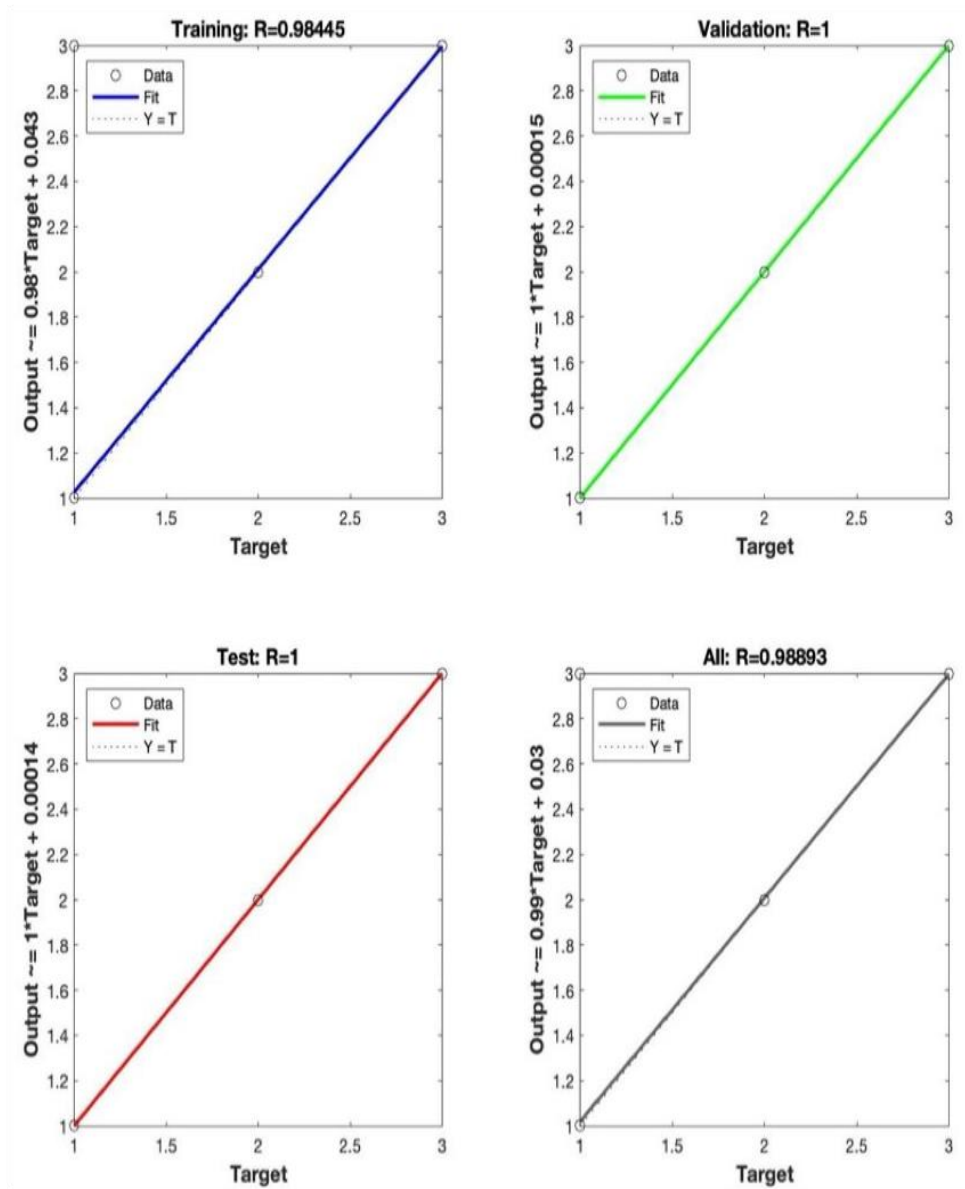 Training: R=0.98445
Output ~= 0.98*Target + 0.043
3
2.8
2.6
2.4
2.2
2
1.8
1.6
1.4
1.2
1
Data
Fit
Y = T
1 1.5 2 2.5 3
Target
Validation: R=1
Output ~= 1*Target + 0.00015
3
2.8
2.6
2.4
2.2
2
1.8
1.6
1.4
1.2
1
Data
Fit
Y = T
1 1.5 2 2.5 3
Target
Test: R=1
Output ~= 1*Target + 0.00014
3
2.8
2.6
2.4
2.2
2
1.8
1.6
1.4
1.2
1
Data
Fit
Y = T
1 1.5 2 2.5 3
Target
All: R=0.98893
Output ~= 0.99*Target + 0.03
3
2.8
2.6
2.4
2.2
2
1.8
1.6
1.4
1.2
1
Data
Fit
Y = T
1 1.5 2 2.5 3
Target